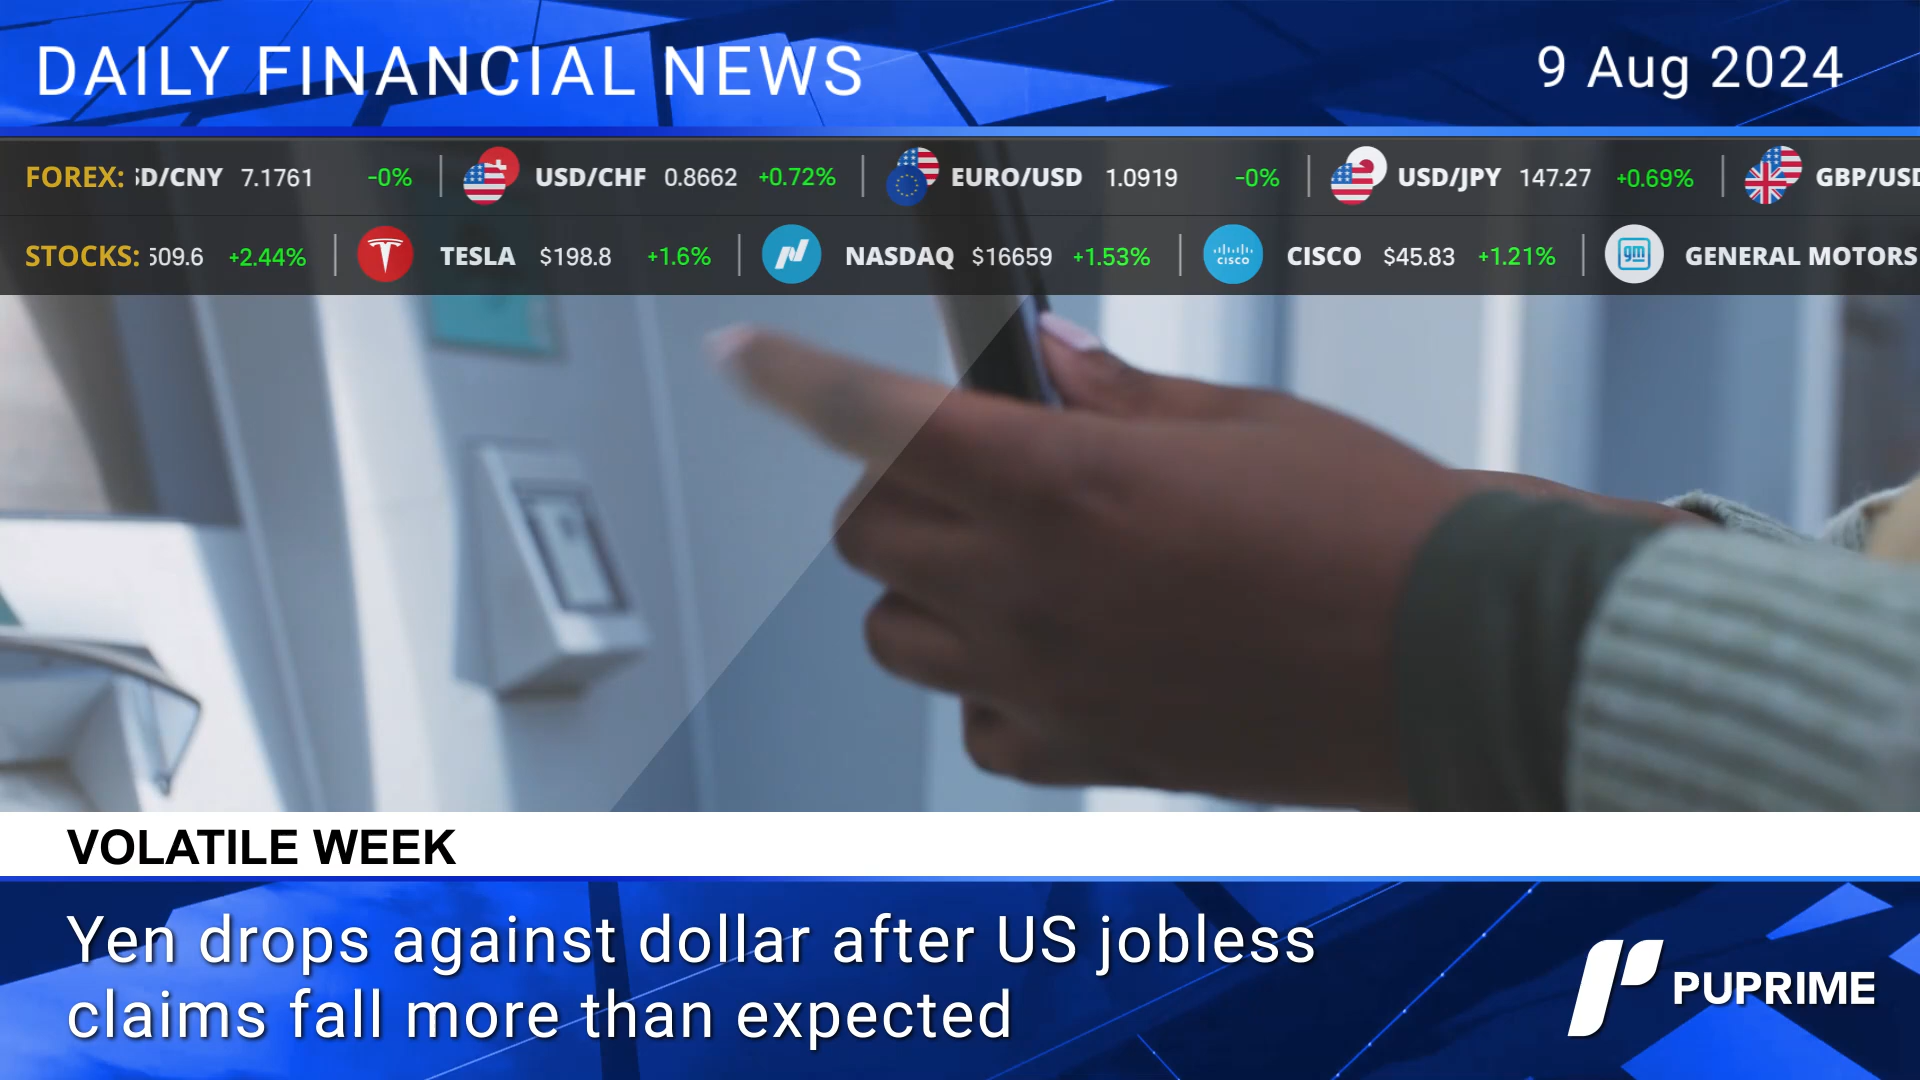 DAILY FINANCIAL NEWS
9 Aug 2024
FOREX: D/CNY 7.1761 -0% USD/CHF 0.8662 +0.72% EURO/USD 1.0919 -0% USD/JPY 147.27 +0.69% GBP/USD
STOCKS: 509.6 +2.44% TESLA $198.8 +1.6% NASDAQ $16659 +1.53% CISCO CISCO $45.83 +1.21% gm GENERAL MOTORS
VOLATILE WEEK
Yen drops against dollar after US jobless
claims fall more than expected
PUPRIME